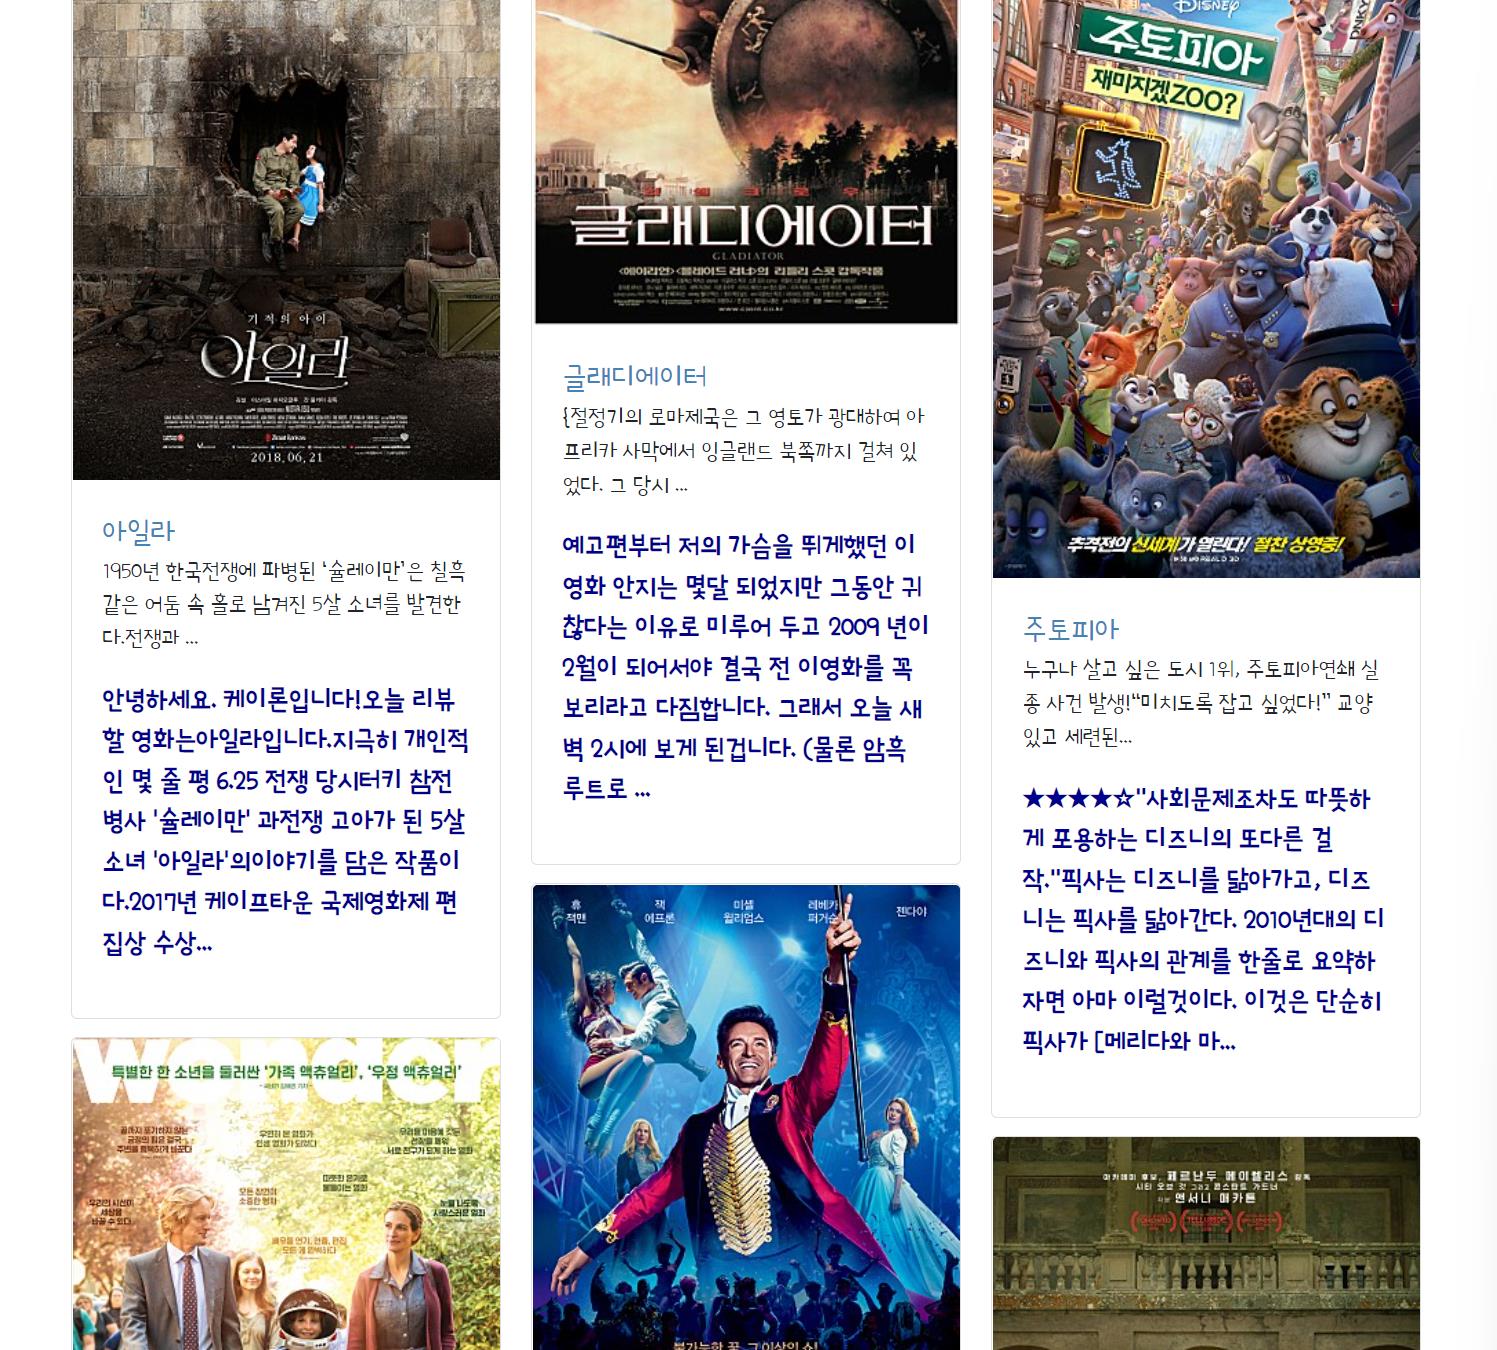 기적의 아이
아일라
2018.06.21
아일라
1950년 한국전쟁에 파병된 ‘슐레이만’은 칠흑
같은 어둠 속 홀로 남겨진 5살 소녀를 발견한
다.전쟁과 ...
안녕하세요. 케이론입니다!오늘 리뷰
할 영화는아일라입니다.지극히 개인적
인 몇 줄 평 6.25 전쟁 당시터키 참전
병사 '슐레이만' 과전쟁 고아가 된 5살
소녀 '아일라'의이야기를 담은 작품이
다.2017년 케이프타운 국제영화제 편
집상 수상...
wonder
특별한 한 소년을 둘러싼 ‘가족 액츄얼리’, ‘우정 액츄얼리’
글래디에이터
GLADIATOR
<에이리언><블레이드 러너>의 리들리 스콧 감독작품
글래디에이터
{절정기의 로마제국은 그 영토가 광대하여 아
프리카 사막에서 잉글랜드 북쪽까지 걸쳐 있
었다. 그 당시 ...
예고편부터 저의 가슴을 뛰게했던 이
영화 안지는 몇달 되었지만 그동안 귀
찮다는 이유로 미루어 두고 2009 년이
2월이 되어서야 결국 전 이영화를 꼭
보리라고 다짐합니다. 그래서 오늘 새
벽 2시에 보게 된겁니다. (물론 암흑
루트로 ...
휴 잭맨
잭 에프론
미셸 윌리엄스
레베카 퍼거슨
젠다야
불가능한 꿈, 그 이상의 쇼!
DISNEY
주토피아
재미지겠ZOO?
추격전의 신세계가 열린다! 절찬 상영중!
주토피아
누구나 살고 싶은 도시 1위, 주토피아연쇄 실
종 사건 발생!“미치도록 잡고 싶었다!” 교양
있고 세련된...
★★★★☆"사회문제조차도 따뜻하
게 포용하는 디즈니의 또다른 걸
작."픽사는 디즈니를 닮아가고, 디즈
니는 픽사를 닮아간다. 2010년대의 디
즈니와 픽사의 관계를 한줄로 요약하
자면 아마 이럴것이다. 이것은 단순히
픽사가 [메리다와 마...
아카데미 후보, 페르난두 메이렐리스 감독
앤서니 매카튼